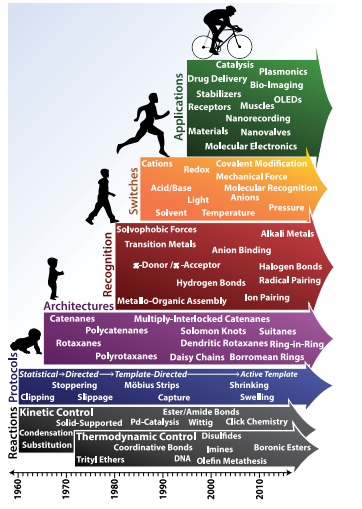 Applications
Catalysis
Plasmonics
Drug Delivery
Bio-Imaging
Stabilizers
OLEDs
Receptors
Muscles
Nanorecording
Materials
Nanovalves
Molecular Electronics
Switches
Cations
Covalent Modification
Redox
Mechanical Force
Acid/Base
Molecular Recognition
Light
Anions
Solvent
Temperature
Pressure
Recognition
Solvophobic Forces
Alkali Metals
Transition Metals
Anion Binding
π-Donor /π-Acceptor
Halogen Bonds
Hydrogen Bonds
Radical Pairing
Metallo-Organic Assembly
Ion Pairing
Architectures
Catenanes
Multiply-Interlocked Catenanes
Polycatenanes
Solomon Knots
Suitanes
Rotaxanes
Dendritic Rotaxanes
Ring-in-Ring
Polyrotaxanes
Daisy Chains
Borromean Rings
Protocols
Statistical→Directed → Template-Directed → Active Template
Stoppering
Möbius Strips
Shrinking
Clipping
Slippage
Capture
Swelling
Reactions
Kinetic Control
Ester/Amide Bonds
Solid-Supported
Pd-Catalysis
Wittig
Click Chemistry
Condensation
Substitution
Thermodynamic Control
Disulfides
Coordinative Bonds
Imines
Boronic Esters
Trityl Ethers
DNA
Olefin Metathesis
1960 1970 1980 1990 2000 2010